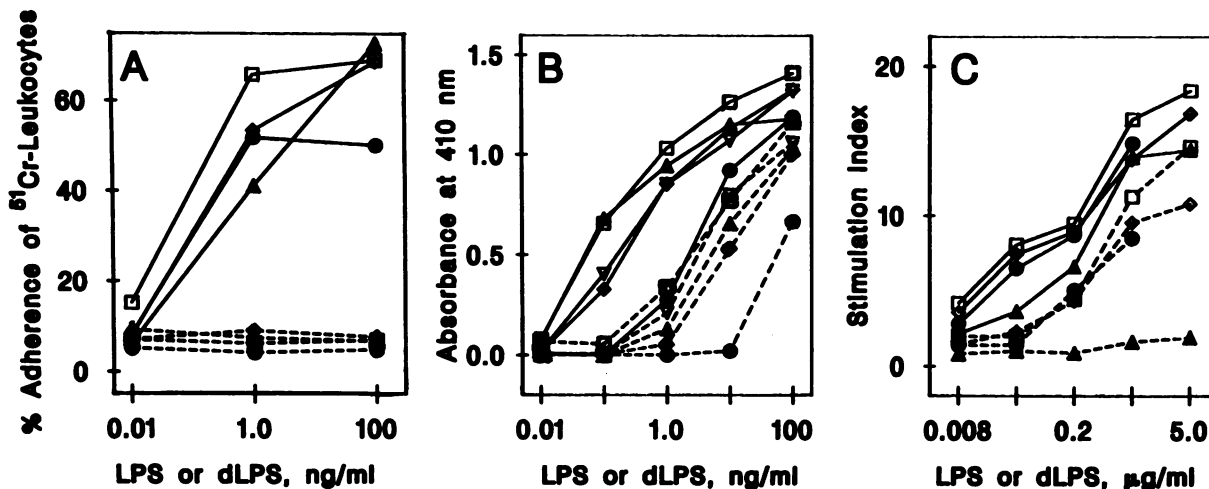 A
% Adherence of ⁵¹Cr-Leukocytes
60
40
20
0
0.01 1.0 100
LPS or dLPS, ng/ml
B
Absorbance at 410 nm
1.5
1.0
0.5
0.0
0.01 1.0 100
LPS or dLPS, ng/ml
C
Stimulation Index
20
10
0
0.008 0.2 5.0
LPS or dLPS, μg/ml